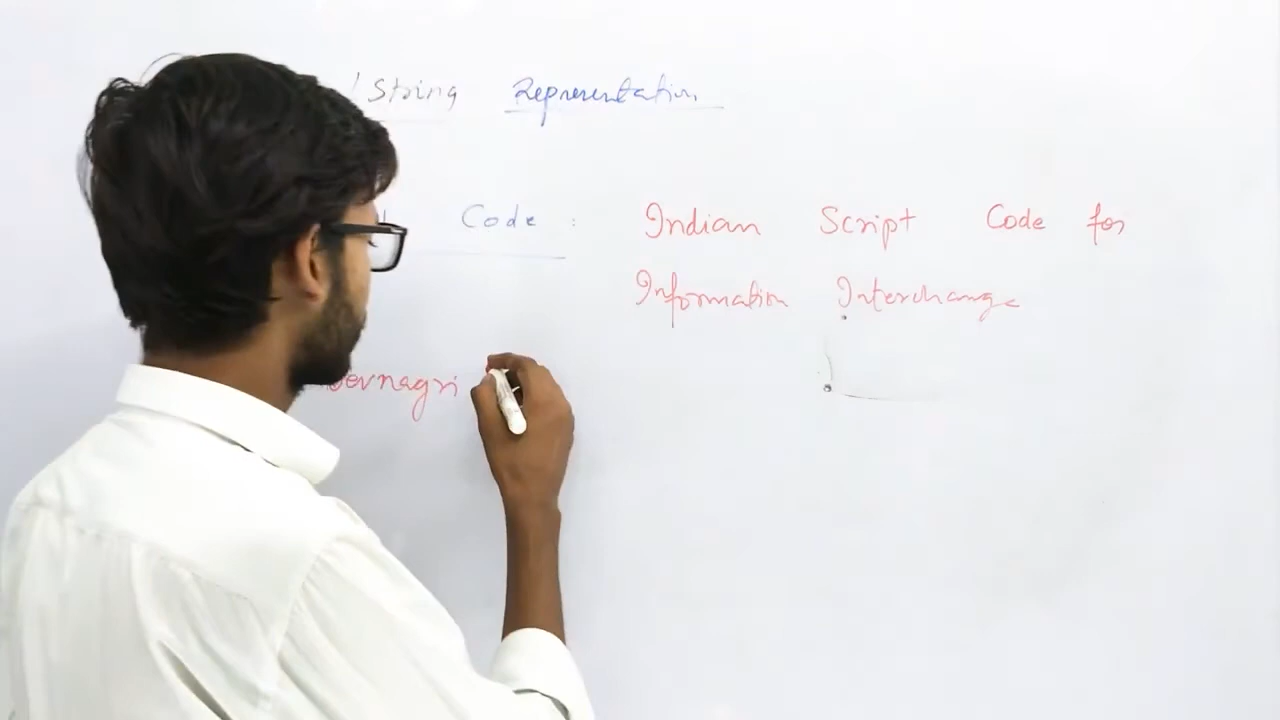 String Representation
Code : Indian Script Code for
Information Interchange
Devnagri